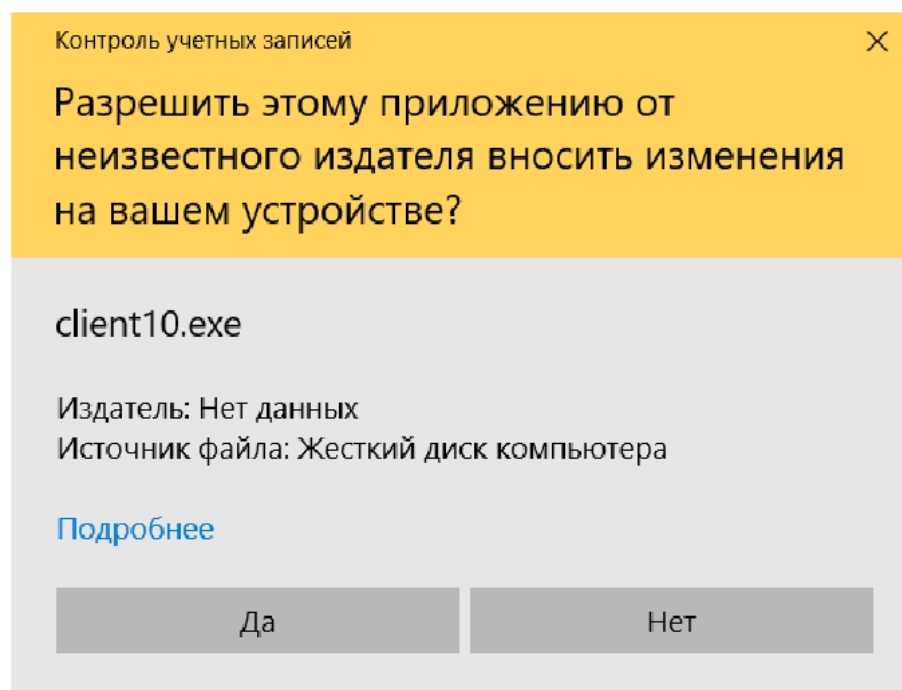 Контроль учетных записей
Разрешить этому приложению от
неизвестного издателя вносить изменения
на вашем устройстве?
client10.exe
Издатель: Нет данных
Источник файла: Жесткий диск компьютера
Подробнее
Да
Нет